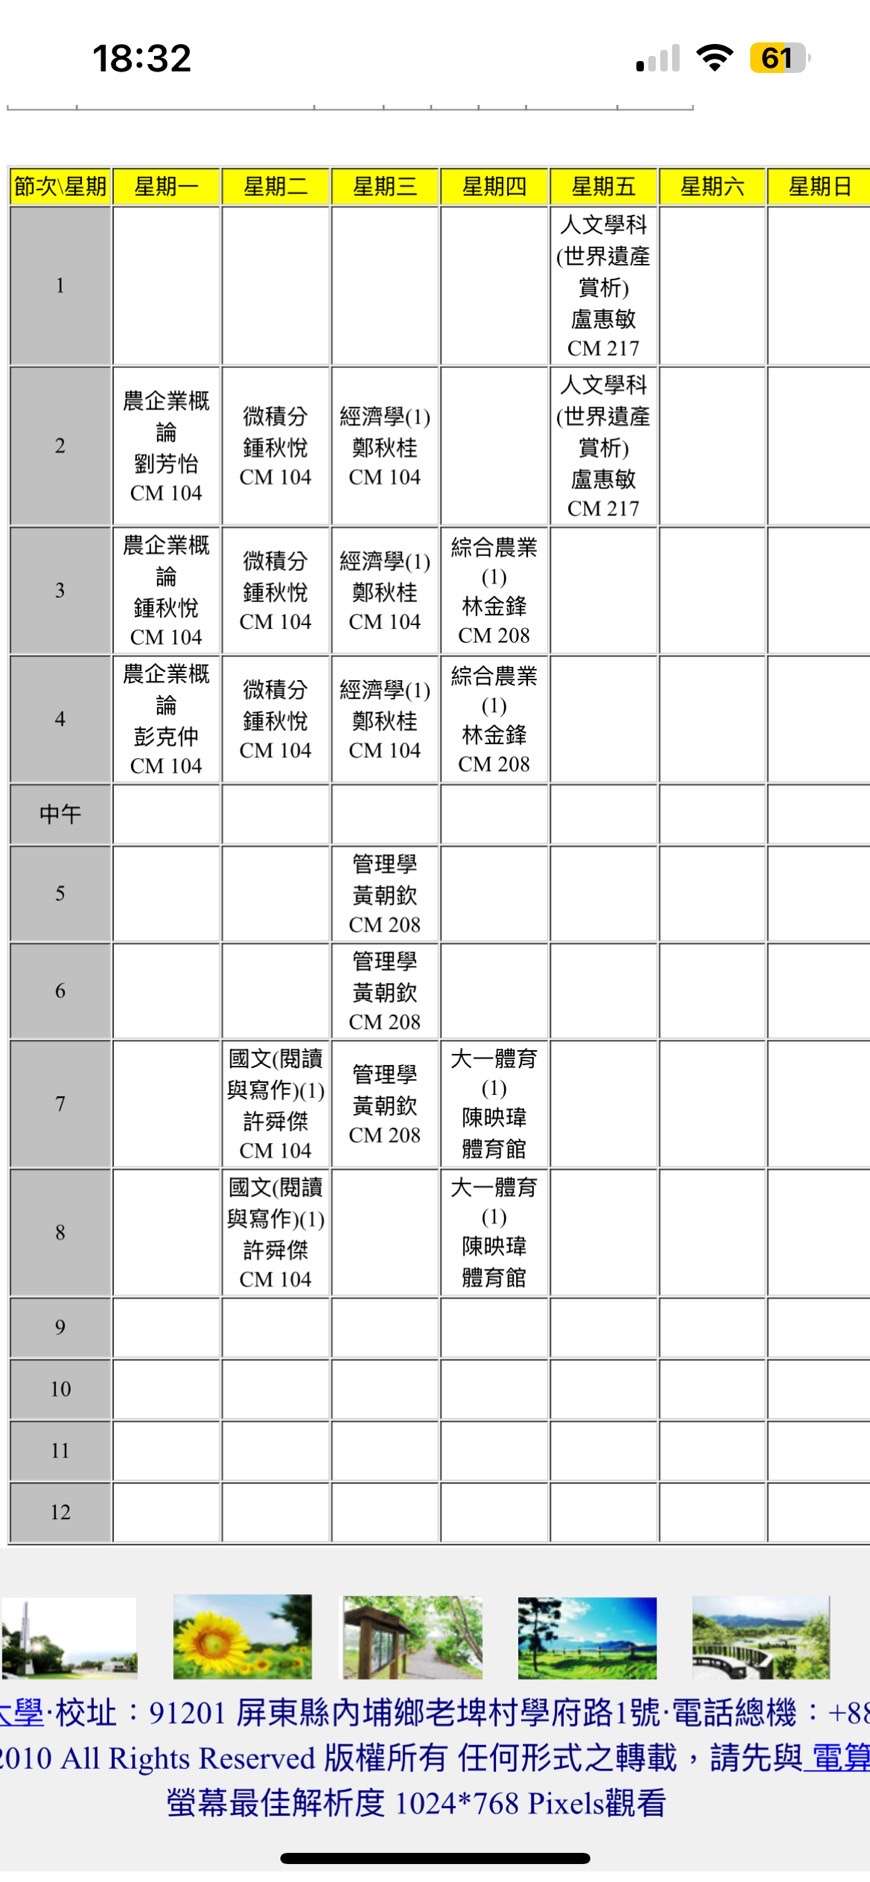 18:32
61
節次\星期 星期一 星期二 星期三 星期四 星期五 星期六 星期日
1
人文學科
(世界遺產
賞析)
盧惠敏
CM 217
2
農企業概
論
劉芳怡
CM 104
微積分
鍾秋悅
CM 104
經濟學(1)
鄭秋桂
CM 104
人文學科
(世界遺產
賞析)
盧惠敏
CM 217
3
農企業概
論
鍾秋悅
CM 104
微積分
鍾秋悅
CM 104
經濟學(1)
鄭秋桂
CM 104
綜合農業
(1)
林金鋒
CM 208
4
農企業概
論
彭克仲
CM 104
微積分
鍾秋悅
CM 104
經濟學(1)
鄭秋桂
CM 104
綜合農業
(1)
林金鋒
CM 208
中午
5
管理學
黃朝欽
CM 208
6
管理學
黃朝欽
CM 208
7
國文(閱讀
與寫作)(1)
許舜傑
CM 104
管理學
黃朝欽
CM 208
大一體育
(1)
陳映瑋
體育館
8
國文(閱讀
與寫作)(1)
許舜傑
CM 104
大一體育
(1)
陳映瑋
體育館
9
10
11
12
大學·校址：91201 屏東縣內埔鄉老埤村學府路1號·電話總機：+88
2010 All Rights Reserved 版權所有 任何形式之轉載，請先與 電算
螢幕最佳解析度 1024*768 Pixels觀看